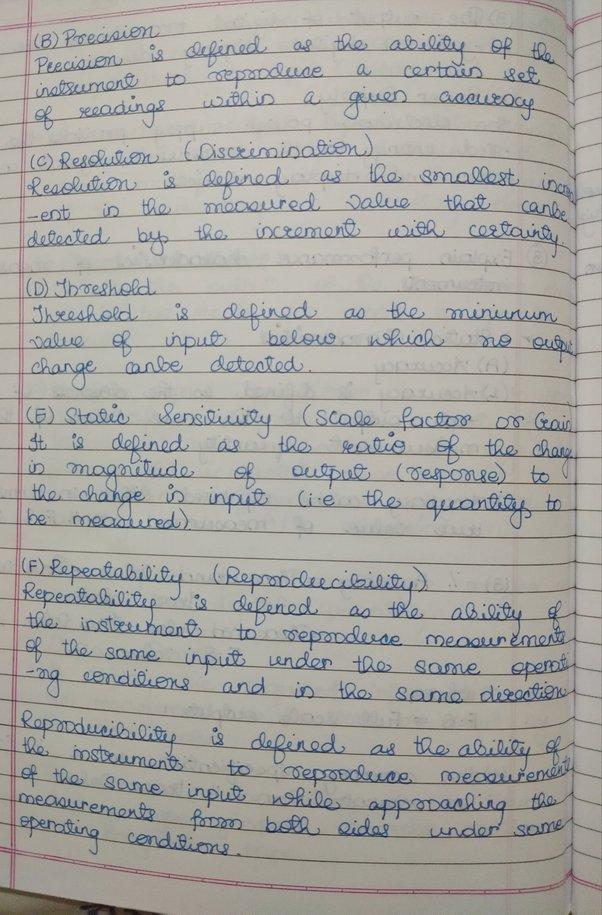 (B) Precision
Precision is defined as the ability of the
instrument to reproduce a certain set
of readings within a given accuracy
(C) Resolution (Discrimination)
Resolution is defined as the smallest increm
-ent in the measured value that canbe
detected by the increment with certainty.
(D) Threshold
Threshold is defined as the minimum
value of input below which no output
change canbe detected.
(E) Static Sensitivity (Scale factor or Gain)
It is defined as the ratio of the change
in magnitude of output (response) to
the change in input (i.e the quantity to
be measured).
(F) Repeatability (Reproducibility)
Repeatability is defined as the ability of
the instrument to reproduce measurements
of the same input under the same operati
-ng conditions and in the same direction
Reproducibility is defined as the ability of
the instrument to reproduce measurements
of the same input while approaching the
measurements from both sides under same
operating conditions.